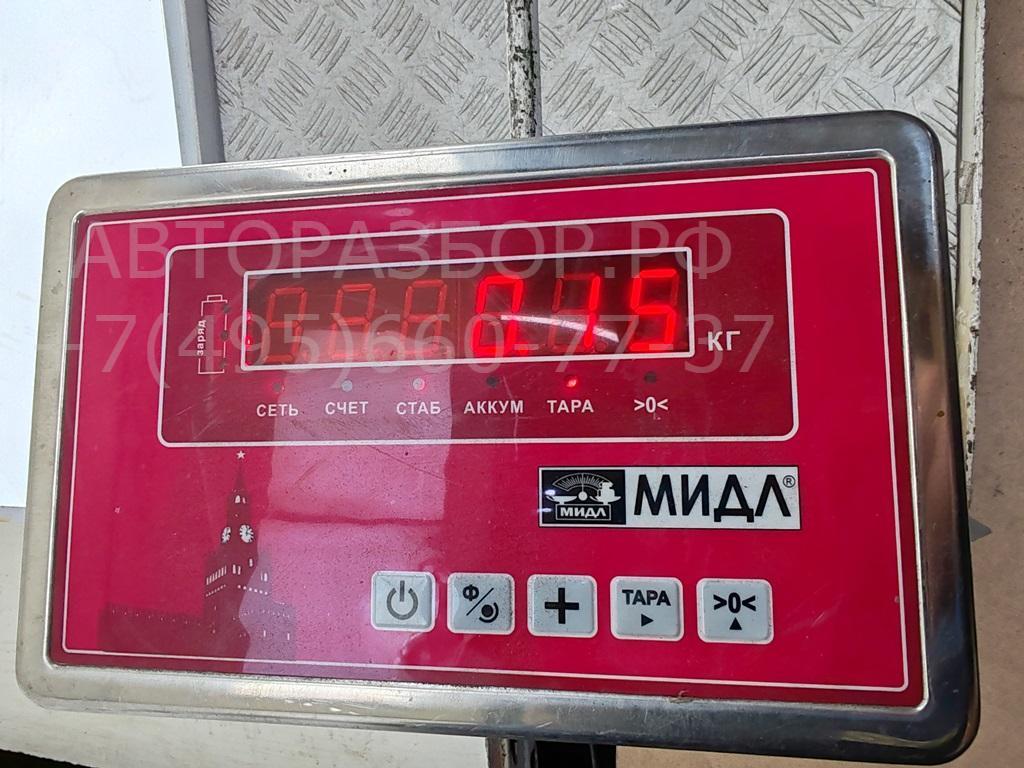 АВТОРАЗБОР.РФ
+7(495)660-77-37
заряд
0.15
КГ
СЕТЬ СЧЕТ СТАБ АККУМ ТАРА >0<
МИДЛ МИДЛ®
Ф
+ ТАРА >0<